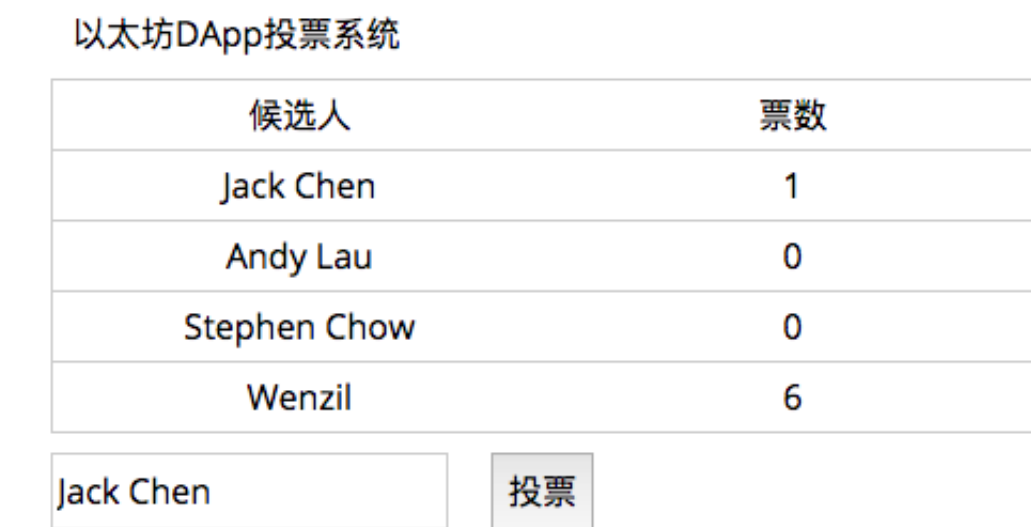 以太坊DApp投票系统
候选人 票数
Jack Chen 1
Andy Lau 0
Stephen Chow 0
Wenzil 6
Jack Chen 投票